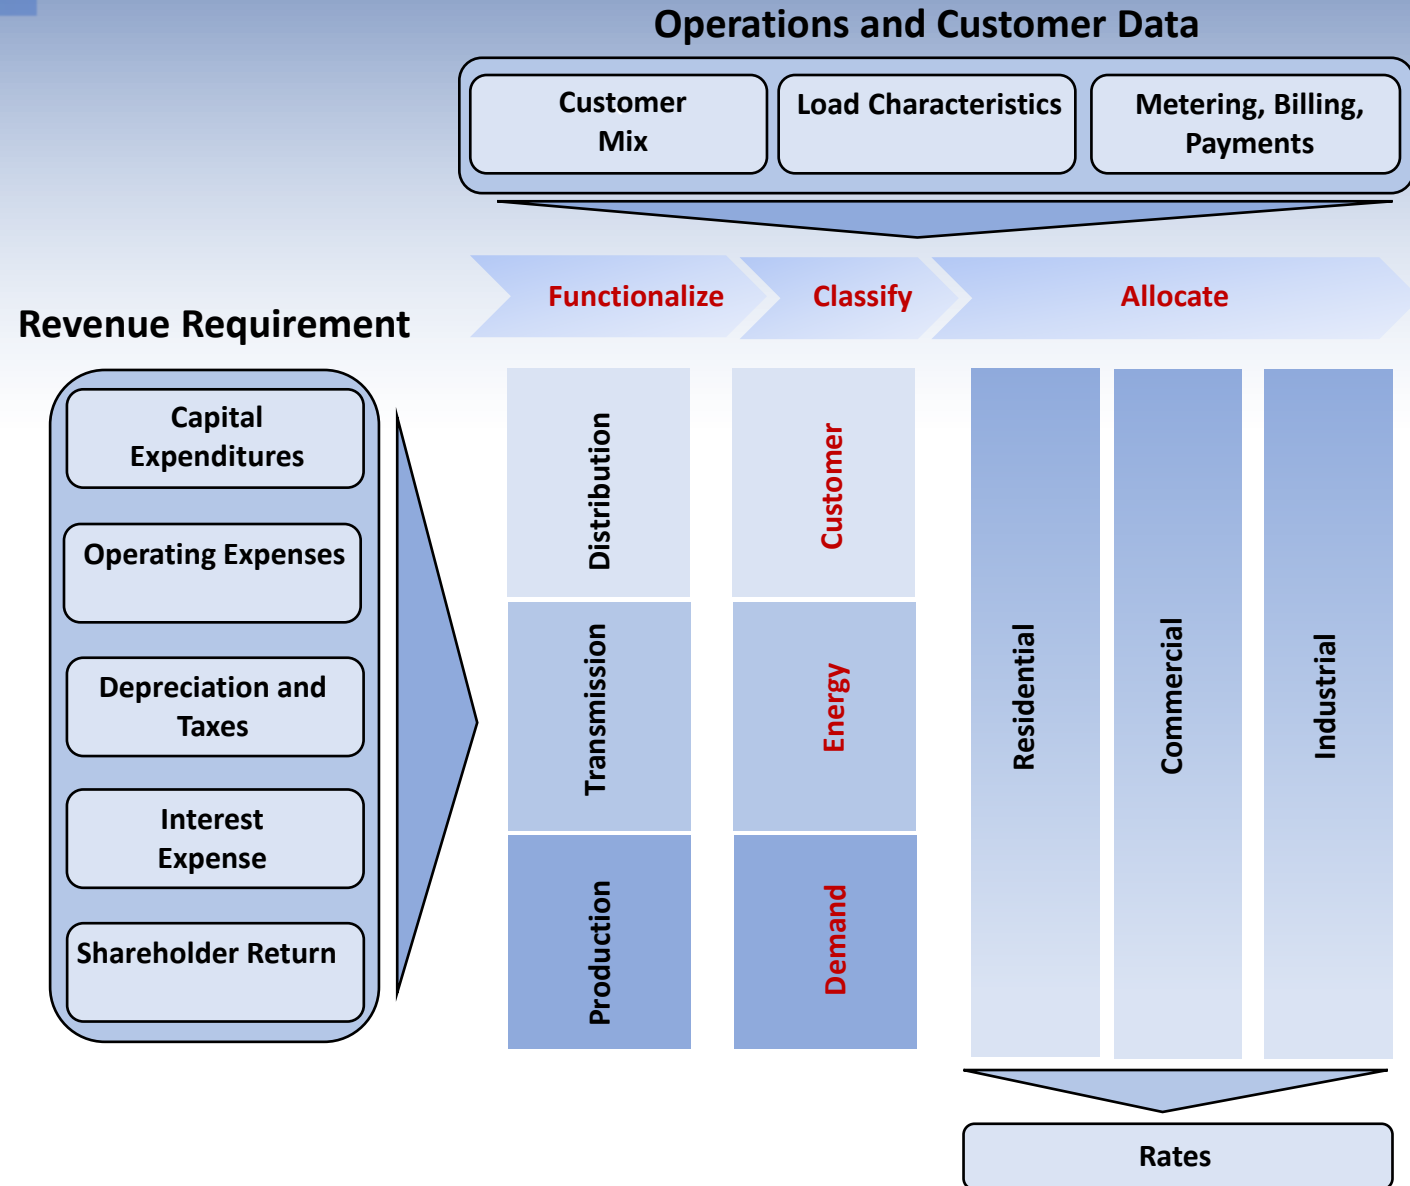 Operations and Customer Data
Customer
Mix
Load Characteristics
Metering, Billing,
Payments
Functionalize
Classify
Allocate
Revenue Requirement
Capital
Expenditures
Operating Expenses
Depreciation and
Taxes
Interest
Expense
Shareholder Return
Distribution
Transmission
Production
Customer
Energy
Demand
Residential
Commercial
Industrial
Rates